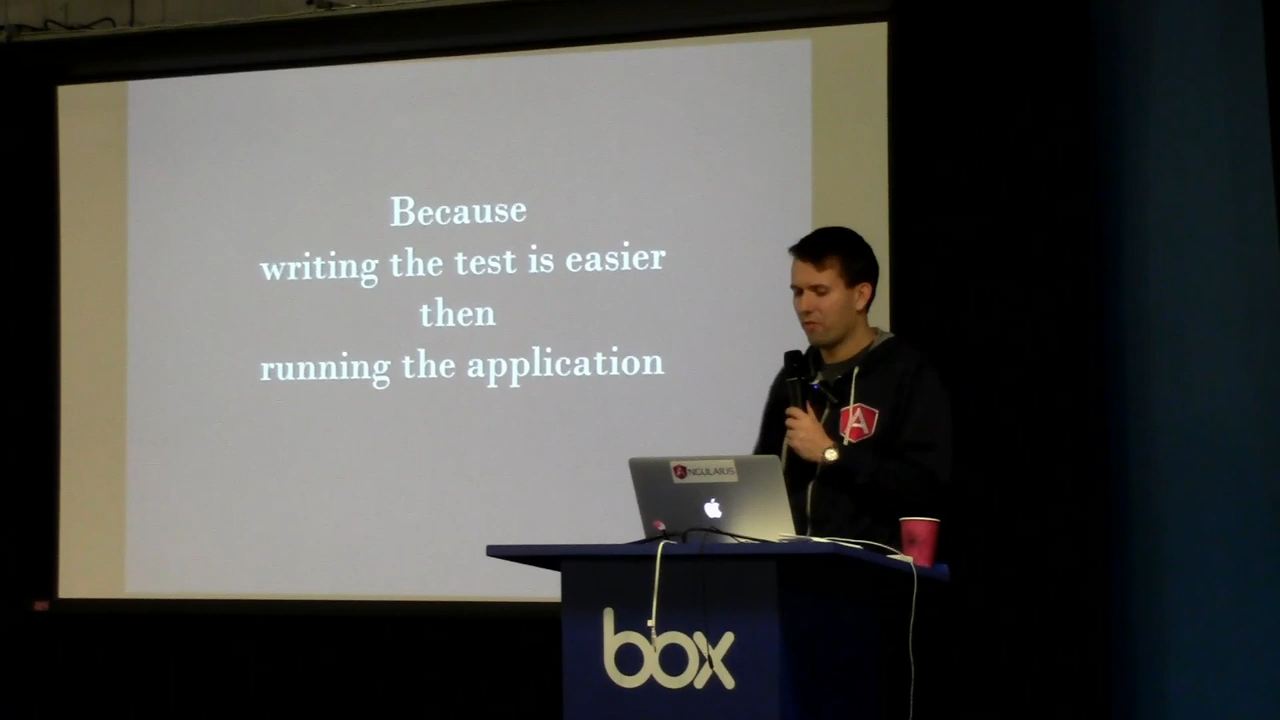 Because
writing the test is easier
then
running the application
A
ANGULARJS
box